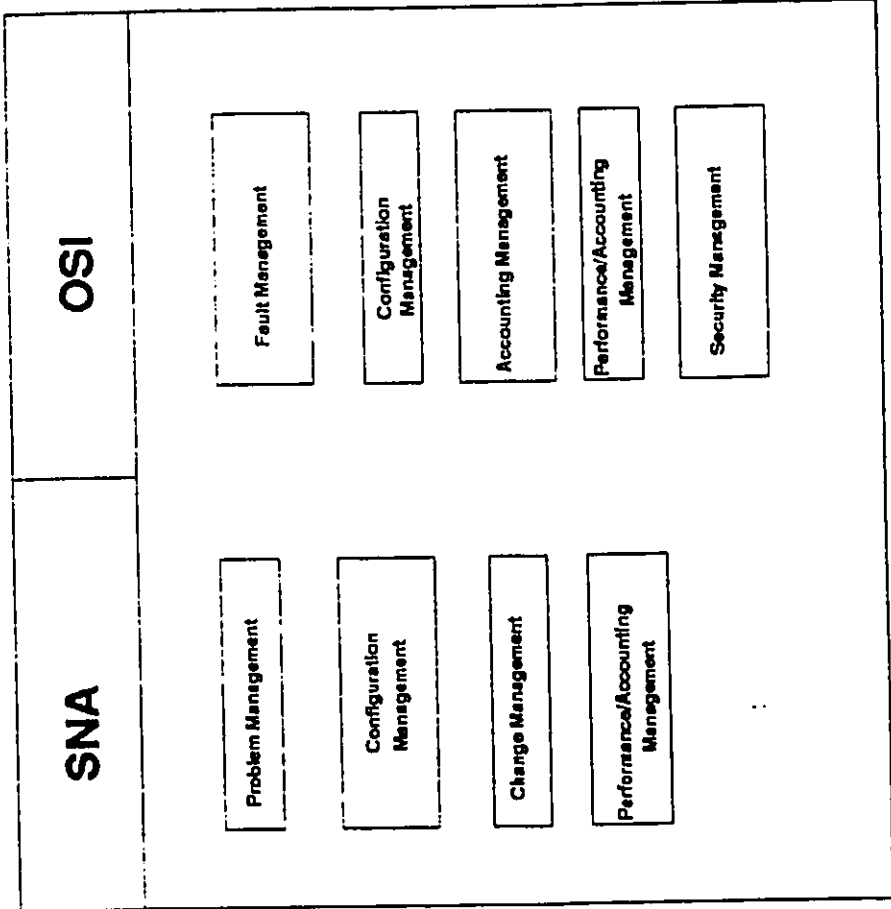 SNA
OSI
Problem Management
Configuration
Management
Change Management
Performance/Accounting
Management
Fault Management
Configuration
Management
Accounting Management
Performance/Accounting
Management
Security Management